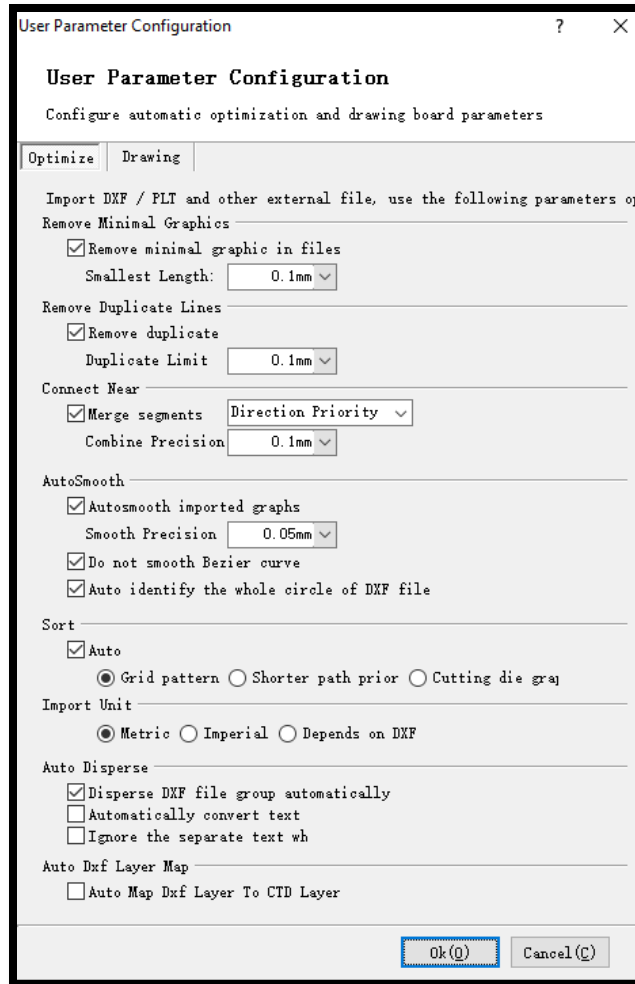 User Parameter Configuration ?
User Parameter Configuration
Configure automatic optimization and drawing board parameters
Optimize Drawing
Import DXF / PLT and other external file, use the following parameters
Remove Minimal Graphics
Remove minimal graphic in files
Smallest Length: 0.1mm
Remove Duplicate Lines
Remove duplicate
Duplicate Limit 0.1mm
Connect Near
Merge segments Direction Priority
Combine Precision 0.1mm
AutoSmooth
Autosmooth imported graphs
Smooth Precision 0.05mm
Do not smooth Bezier curve
Auto identify the whole circle of DXF file
Sort
Auto
Grid pattern Shorter path prior Cutting die
Import Unit
Metric Imperial Depends on DXF
Auto Disperse
Disperse DXF file group automatically
Automatically convert text
Ignore the separate text wh
Auto Dxf Layer Map
Auto Map Dxf Layer To CTD Layer
Ok(O) Cancel(C)